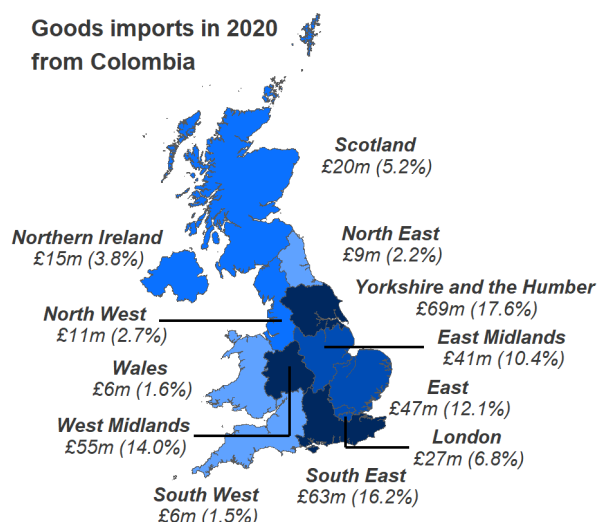 Goods imports in 2020
from Colombia
Scotland
£20m (5.2%)
Northern Ireland
£15m (3.8%)
North East
£9m (2.2%)
Yorkshire and the Humber
£69m (17.6%)
North West
£11m (2.7%)
East Midlands
£41m (10.4%)
Wales
£6m (1.6%)
East
£47m (12.1%)
West Midlands
£55m (14.0%)
London
£27m (6.8%)
South East
£63m (16.2%)
South West
£6m (1.5%)